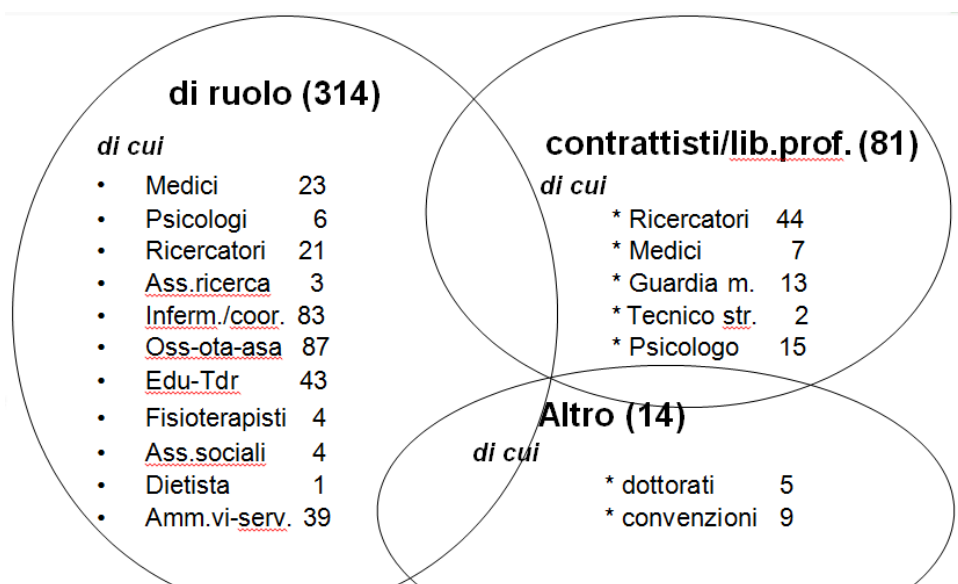 di ruolo (314)
di cui
• Medici 23
• Psicologi 6
• Ricercatori 21
• Ass.ricerca 3
• Inferm./coor. 83
• Oss-ota-asa 87
• Edu-Tdr 43
• Fisioterapisti 4
• Ass.sociali 4
• Dietista 1
• Amm.vi-serv. 39
contrattisti/lib.prof. (81)
di cui
* Ricercatori 44
* Medici 7
* Guardia m. 13
* Tecnico str. 2
* Psicologo 15
Altro (14)
di cui
* dottorati 5
* convenzioni 9